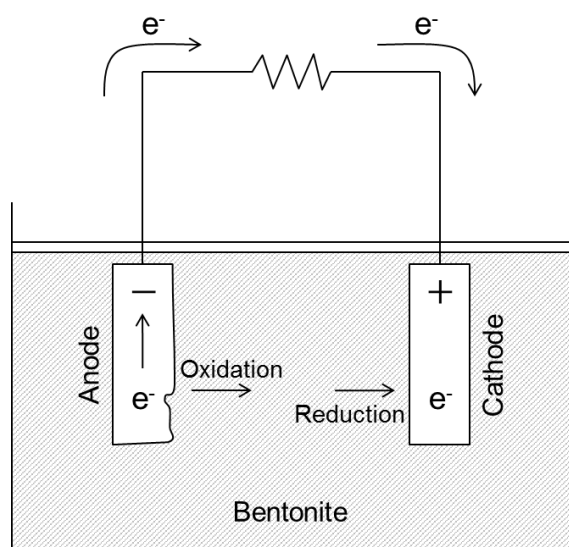 e⁻
e⁻
−
+
Anode
Cathode
Oxidation
e⁻
e⁻
Reduction
Bentonite